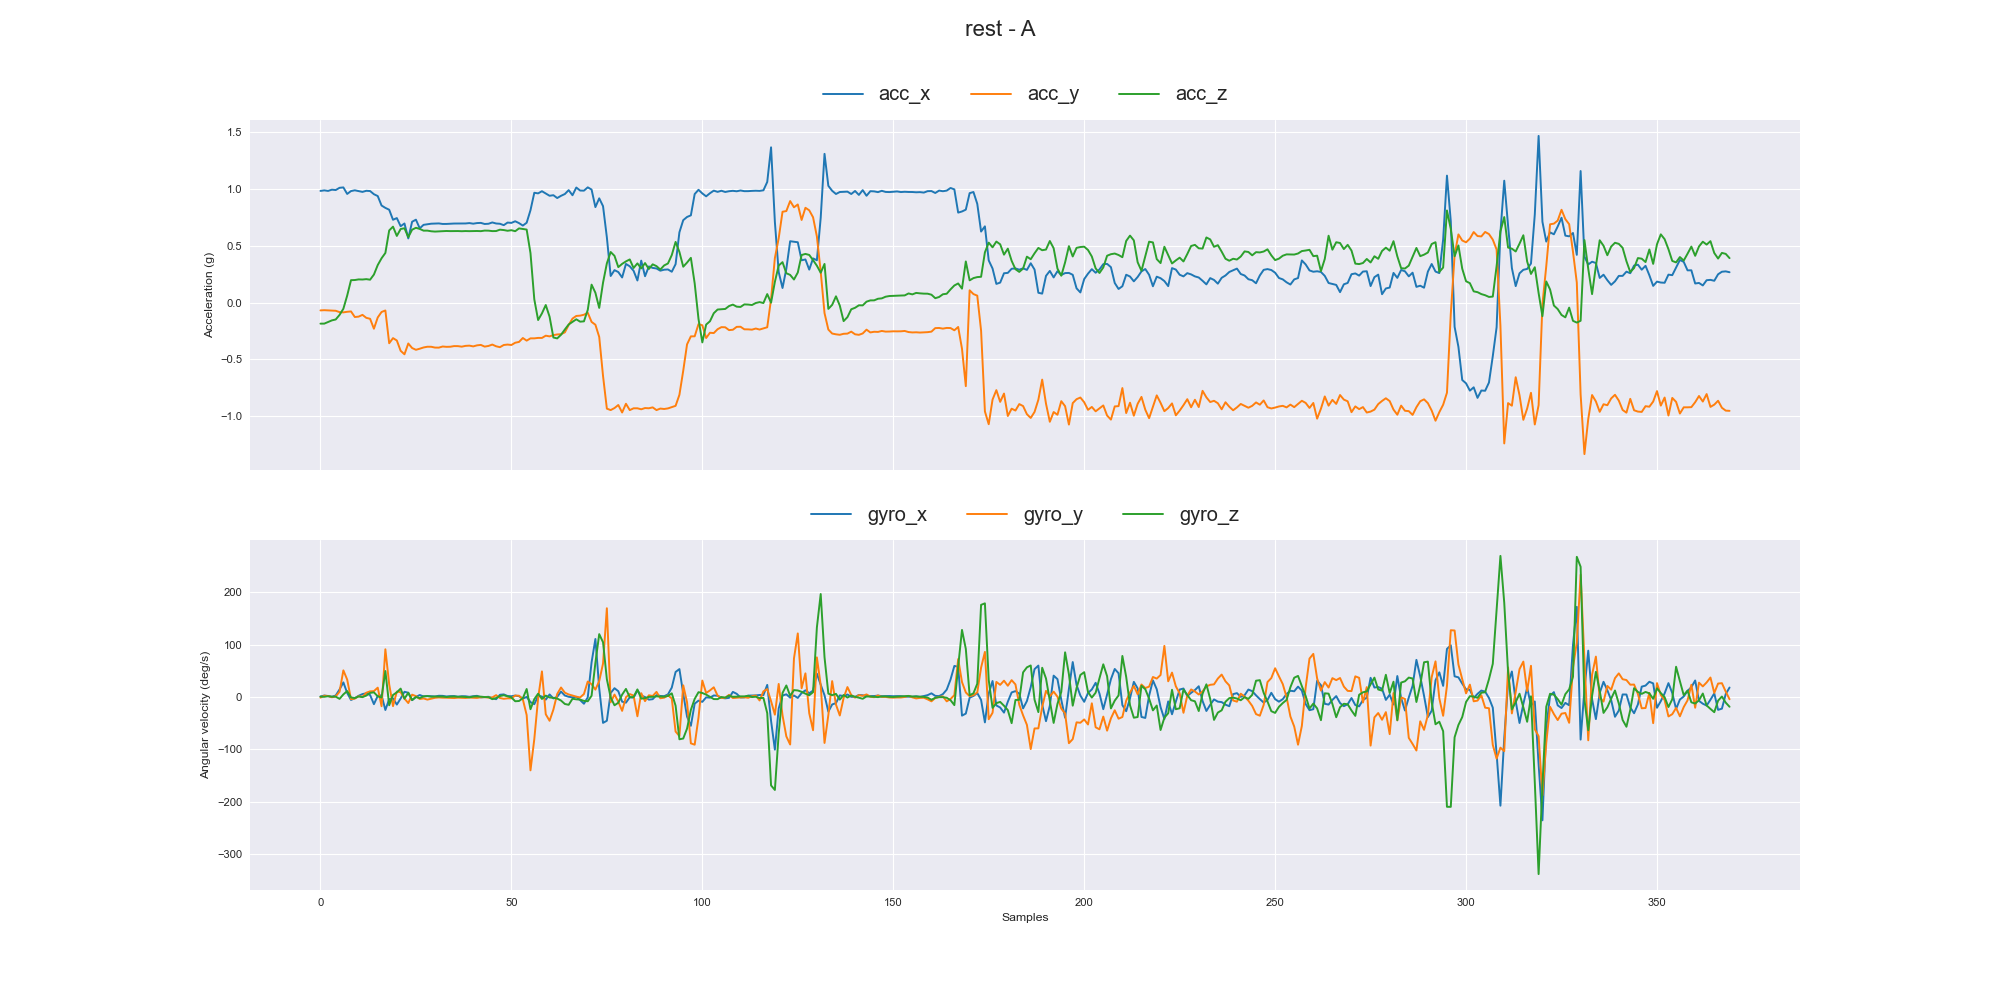 rest - A
acc_x acc_y acc_z
1.5
1.0
0.5
0.0
−0.5
−1.0
Acceleration (g)
gyro_x gyro_y gyro_z
200
100
0
−100
−200
−300
Angular velocity (deg/s)
0 50 100 150 200 250 300 350
Samples